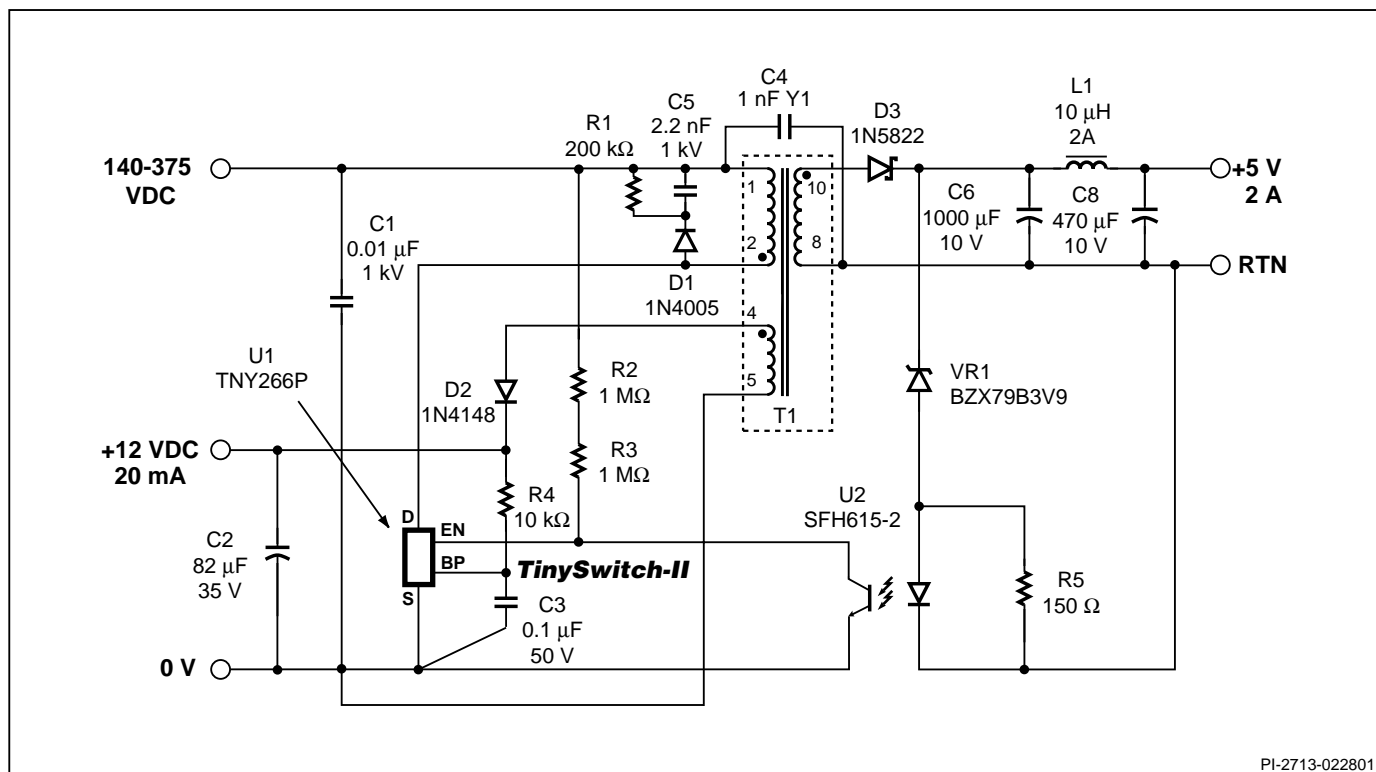 C4
1 nF Y1
C5
2.2 nF
1 kV
R1
200 kΩ
D3
1N5822
L1
10 μH
2A
140-375
VDC
+5 V
2 A
1
10
C6
1000 μF
10 V
C8
470 μF
10 V
C1
0.01 μF
1 kV
2
8
RTN
D1
1N4005
4
U1
TNY266P
D2
1N4148
R2
1 MΩ
5
T1
VR1
BZX79B3V9
+12 VDC
20 mA
R3
1 MΩ
R4
10 kΩ
U2
SFH615-2
D
EN
BP
S
TinySwitch-II
C2
82 μF
35 V
C3
0.1 μF
50 V
R5
150 Ω
0 V
PI-2713-022801